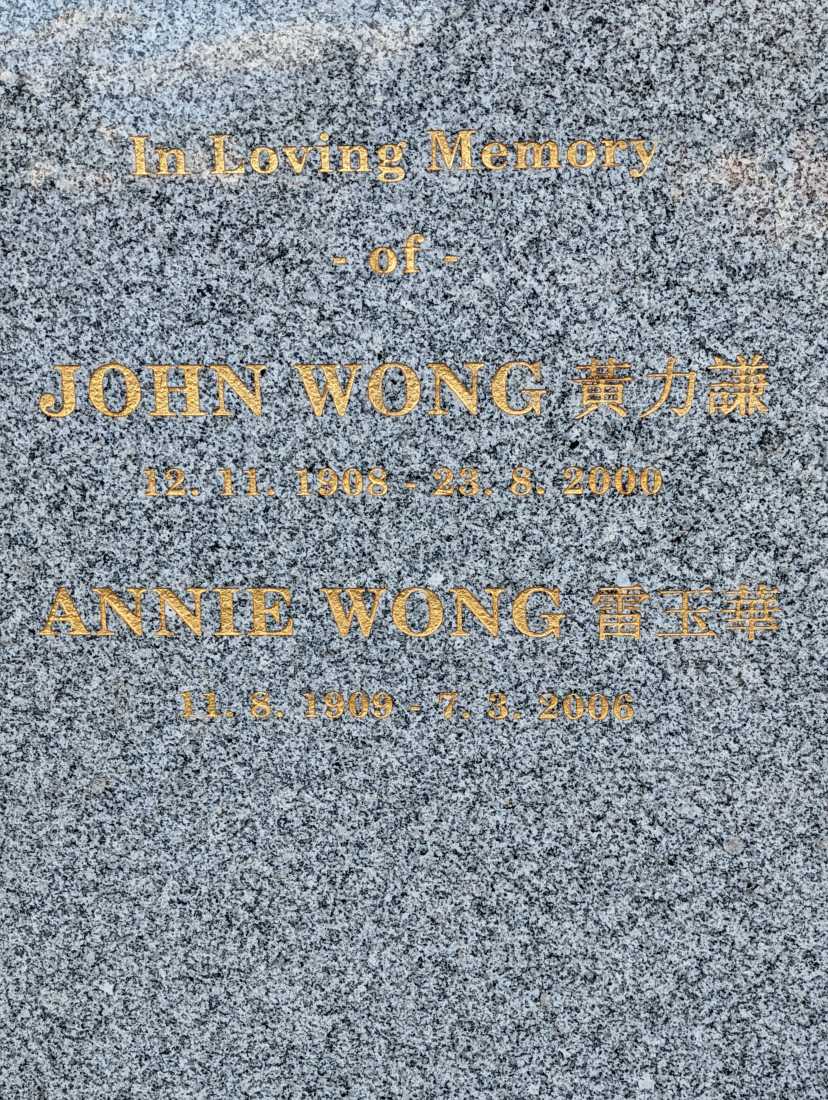 In Loving Memory
- of -
JOHN WONG 黃力謙
12. 11. 1908 - 23. 8. 2000
ANNIE WONG 雷玉華
11. 8. 1909 - 7. 3. 2006